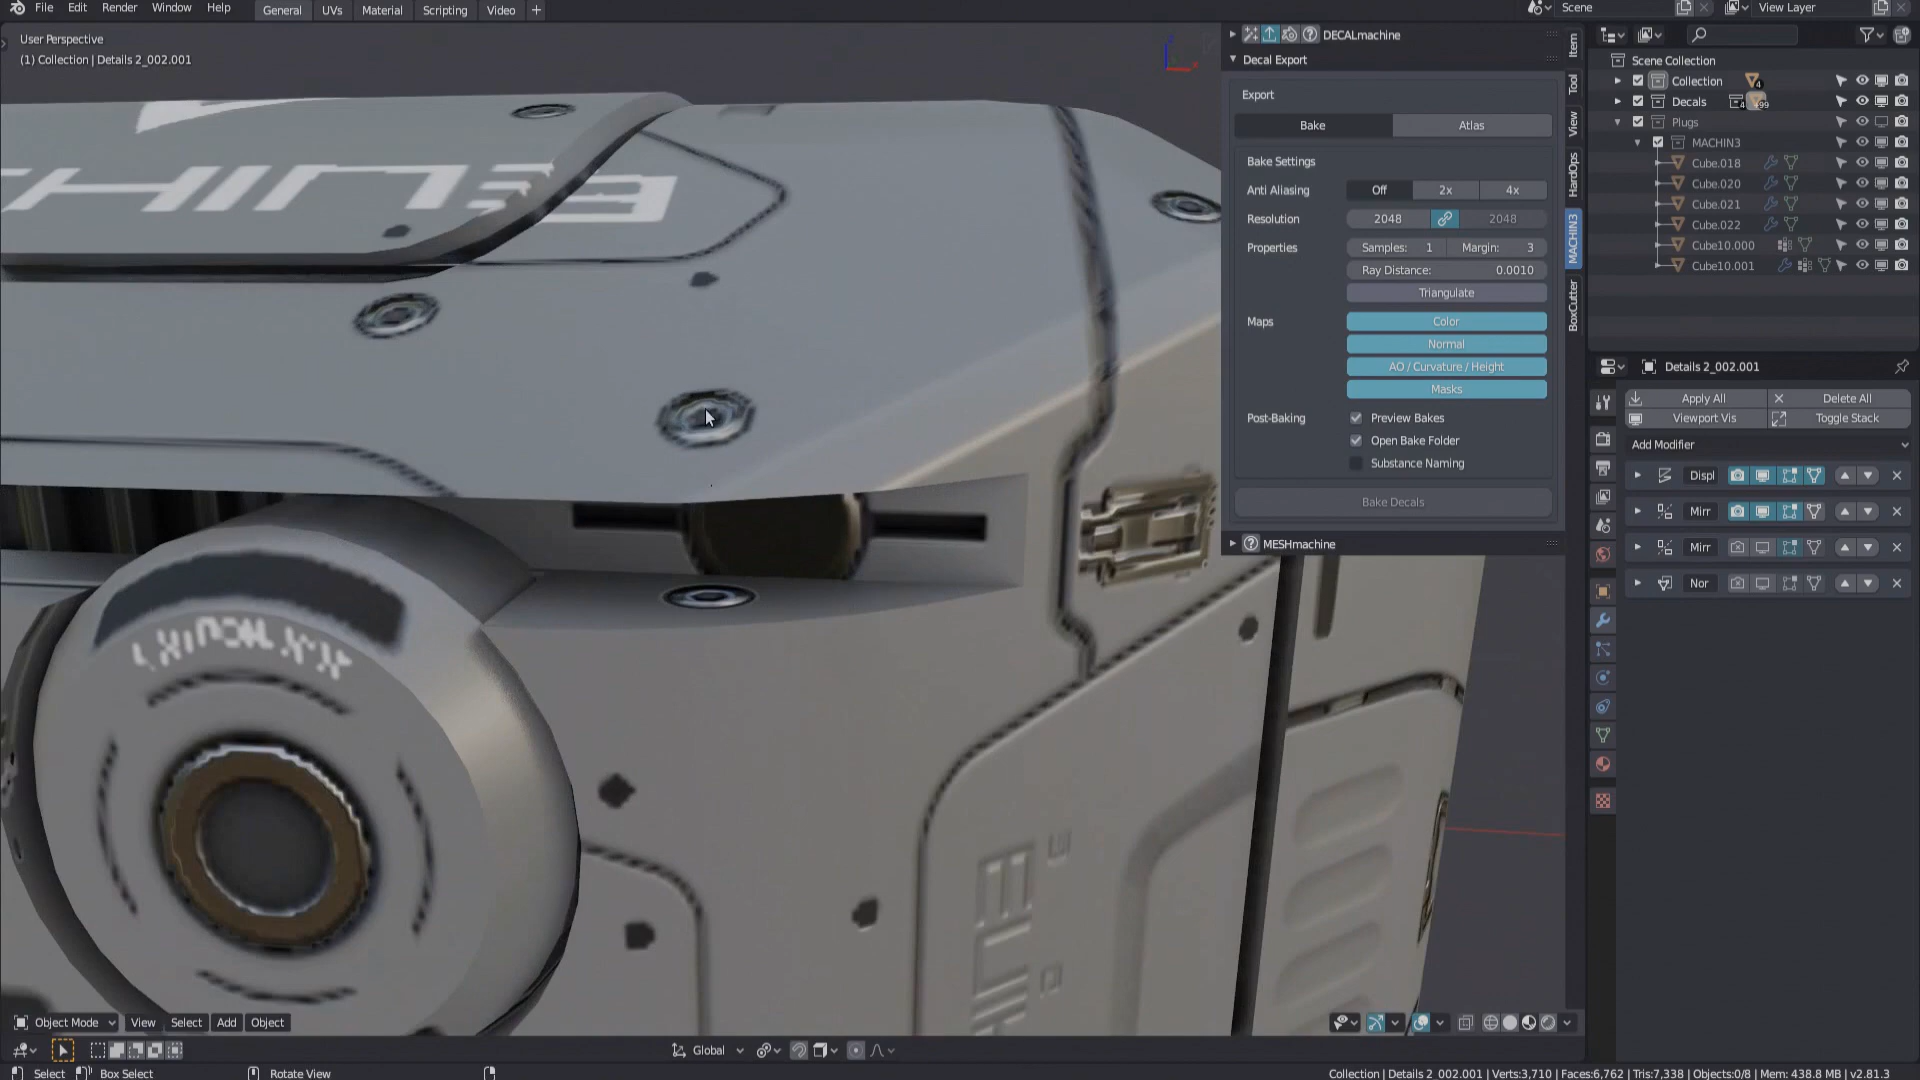 File Edit Render Window Help General UVs Material Scripting Video +
Scene View Layer
User Perspective
(1) Collection | Details 2_002.001
DECALmachine
Decal Export
Export
Bake Atlas
Bake Settings
Anti Aliasing Off 2x 4x
Resolution 2048 2048
Properties Samples: 1 Margin: 3
Ray Distance: 0.0010
Triangulate
Maps Color
Normal
AO / Curvature / Height
Masks
Post-Baking Preview Bakes
Open Bake Folder
Substance Naming
Bake Decals
MESHmachine
Item
Tool
View
HardOps
MACHIN3
BoxCutter
Scene Collection
Collection 4
Decals 4 99
Plugs
MACHIN3
Cube.018
Cube.020
Cube.021
Cube.022
Cube10.000
Cube10.001
Details 2_002.001
Apply All Delete All
Viewport Vis Toggle Stack
Add Modifier
Displ
Mirr
Mirr
Nor
Object Mode View Select Add Object
Global
Select Box Select Rotate View
Collection | Details 2_002.001 | Verts:3,710 | Faces:6,762 | Tris:7,338 | Objects:0/8 | Mem: 438.8 MB | v2.81.3